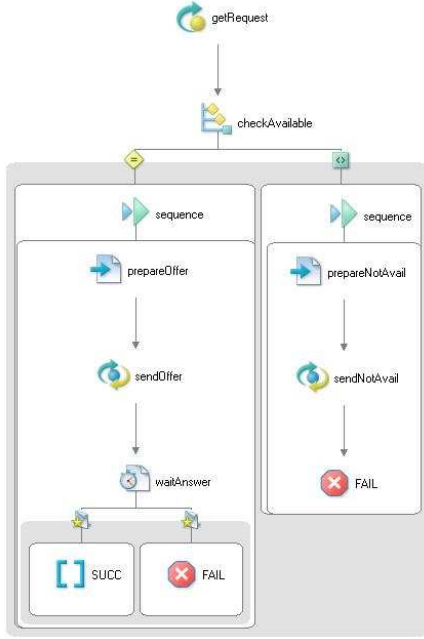 getRequest
checkAvailable
=
<>
sequence
sequence
prepareOffer
prepareNotAvail
sendOffer
sendNotAvail
waitAnswer
FAIL
SUCC
FAIL